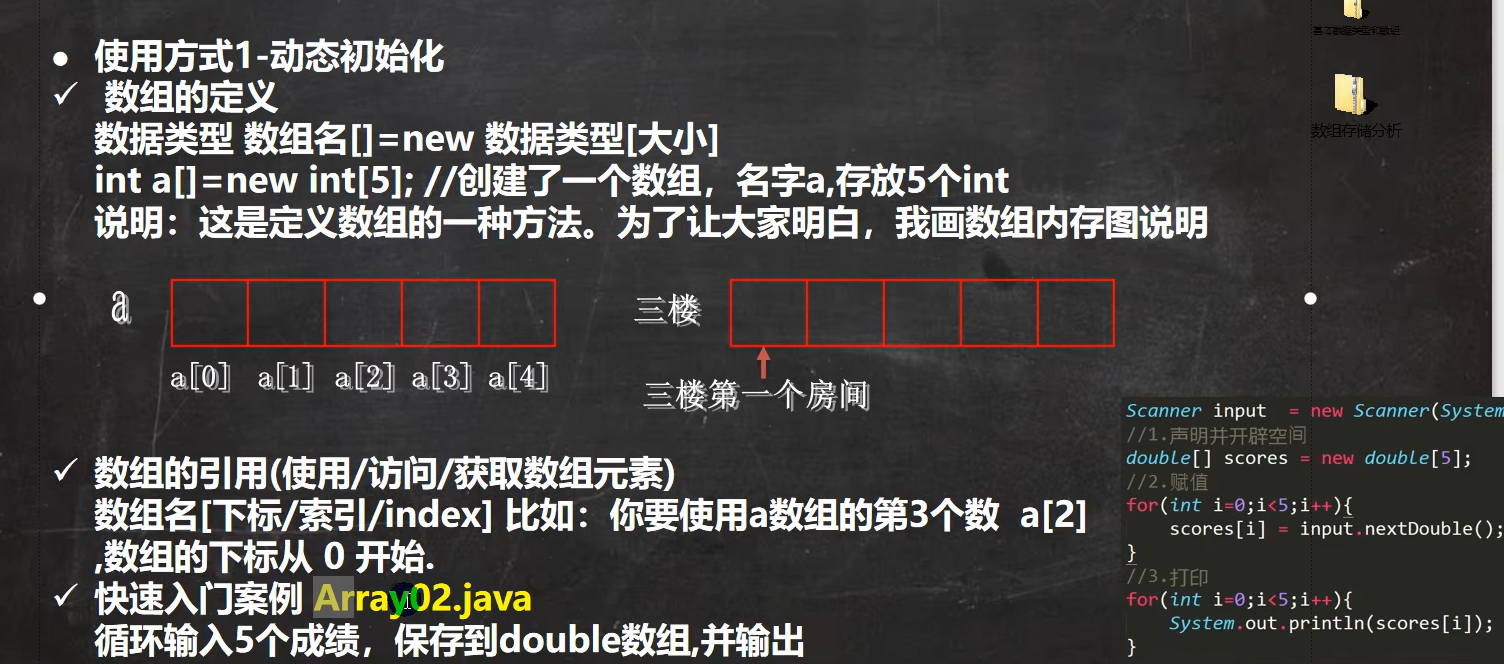 使用方式1-动态初始化
数组的定义
数据类型 数组名[]=new 数据类型[大小]
int a[]=new int[5]; //创建了一个数组，名字a,存放5个int
说明：这是定义数组的一种方法。为了让大家明白，我画数组内存图说明
a
a[0] a[1] a[2] a[3] a[4]
三楼
三楼第一个房间
数组的引用(使用/访问/获取数组元素)
数组名[下标/索引/index] 比如：你要使用a数组的第3个数 a[2]
,数组的下标从 0 开始.
快速入门案例 Array02.java
循环输入5个成绩，保存到double数组,并输出
数组存储分析
Scanner input = new Scanner(System
//1.声明并开辟空间
double[] scores = new double[5];
//2.赋值
for(int i=0;i<5;i++){
scores[i] = input.nextDouble();
}
//3.打印
for(int i=0;i<5;i++){
System.out.println(scores[i]);
}